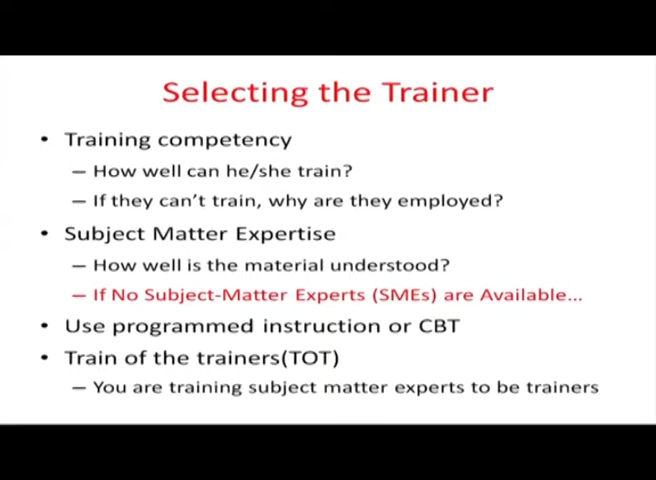 Selecting the Trainer
• Training competency
– How well can he/she train?
– If they can't train, why are they employed?
• Subject Matter Expertise
– How well is the material understood?
– If No Subject-Matter Experts (SMEs) are Available...
• Use programmed instruction or CBT
• Train of the trainers(TOT)
– You are training subject matter experts to be trainers